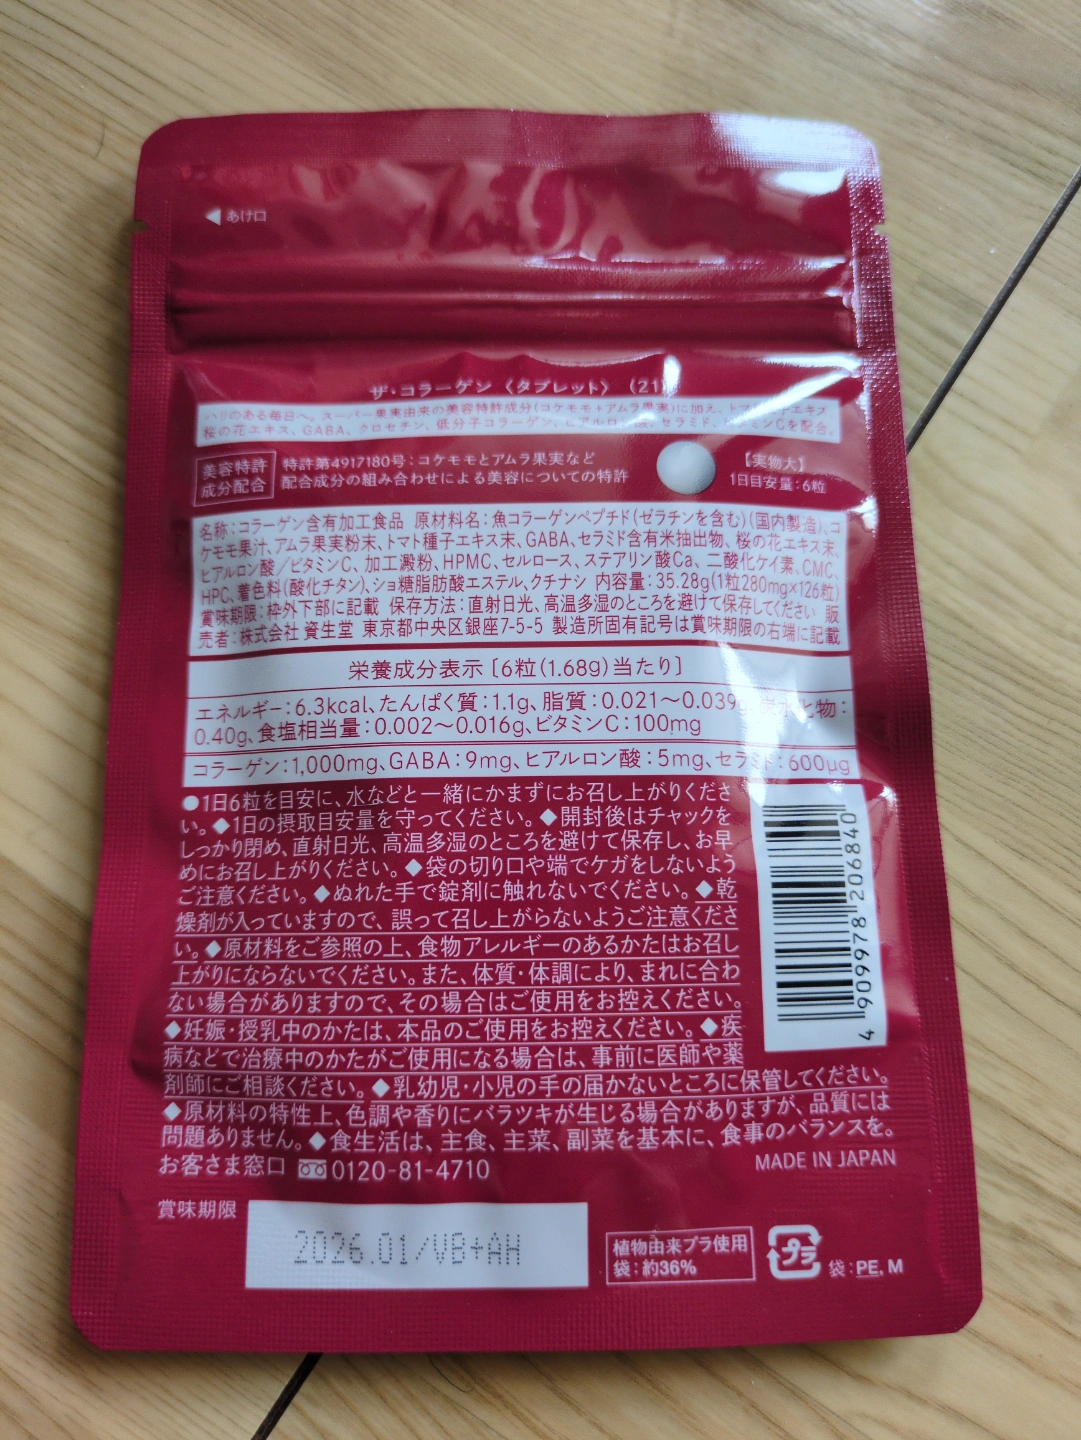 あけ口
ザ・コラーゲン 〈タブレット〉 (21
ハリのある毎日へ。スーパー果実由来の美容特許成分(コケモモ+アムラ果実)に加え、トマト種子エキス
桜の花エキス、GABA、クロセチン、低分子コラーゲン、ヒアルロン酸、セラミド、ビタミンCを配合。
美容特許
成分配合
特許第4917180号:コケモモとアムラ果実など
配合成分の組み合わせによる美容についての特許
【実物大】
1日目安量:6粒
名称:コラーゲン含有加工食品 原材料名:魚コラーゲンペプチド(ゼラチンを含む)(国内製造)、コ
ケモモ果汁、アムラ果実粉末、トマト種子エキス末、GABA、セラミド含有米抽出物、桜の花エキス末、
ヒアルロン酸/ビタミンC、加工澱粉、HPMC、セルロース、ステアリン酸Ca、二酸化ケイ素、CMC、
HPC、着色料(酸化チタン)、ショ糖脂肪酸エステル、クチナシ 内容量:35.28g(1粒280mg×126粒)
賞味期限:枠外下部に記載 保存方法:直射日光、高温多湿のところを避けて保存してください 販
売者:株式会社 資生堂 東京都中央区銀座7-5-5 製造所固有記号は賞味期限の右端に記載
栄養成分表示[6粒(1.68g)当たり]
エネルギー:6.3kcal、たんぱく質:1.1g、脂質:0.021~0.039g、炭水化物:
0.40g、食塩相当量:0.002~0.016g、ビタミンC:100mg
コラーゲン:1,000mg、GABA:9mg、ヒアルロン酸:5mg、セラミド:600μg
●1日6粒を目安に、水などと一緒にかまずにお召し上がりくださ
い。◆1日の摂取目安量を守ってください。◆開封後はチャックを
しっかり閉め、直射日光、高温多湿のところを避けて保存し、お早
めにお召し上がりください。◆袋の切り口や端でケガをしないよう
ご注意ください。◆ぬれた手で錠剤に触れないでください。◆乾
燥剤が入っていますので、誤って召し上がらないようご注意くださ
い。◆原材料をご参照の上、食物アレルギーのあるかたはお召し
上がりにならないでください。また、体質・体調により、まれに合わ
ない場合がありますので、その場合はご使用をお控えください。
◆妊娠・授乳中のかたは、本品のご使用をお控えください。◆疾
病などで治療中のかたがご使用になる場合は、事前に医師や薬
剤師にご相談ください。◆乳幼児・小児の手の届かないところに保管してください。
◆原材料の特性上、色調や香りにバラツキが生じる場合がありますが、品質には
問題ありません。◆食生活は、主食、主菜、副菜を基本に、食事のバランスを。
4 909978 206840
お客さま窓口 0120-81-4710
MADE IN JAPAN
賞味期限
2026.01/VB+AH
植物由来プラ使用
袋:約36%
プラ
袋:PE, M